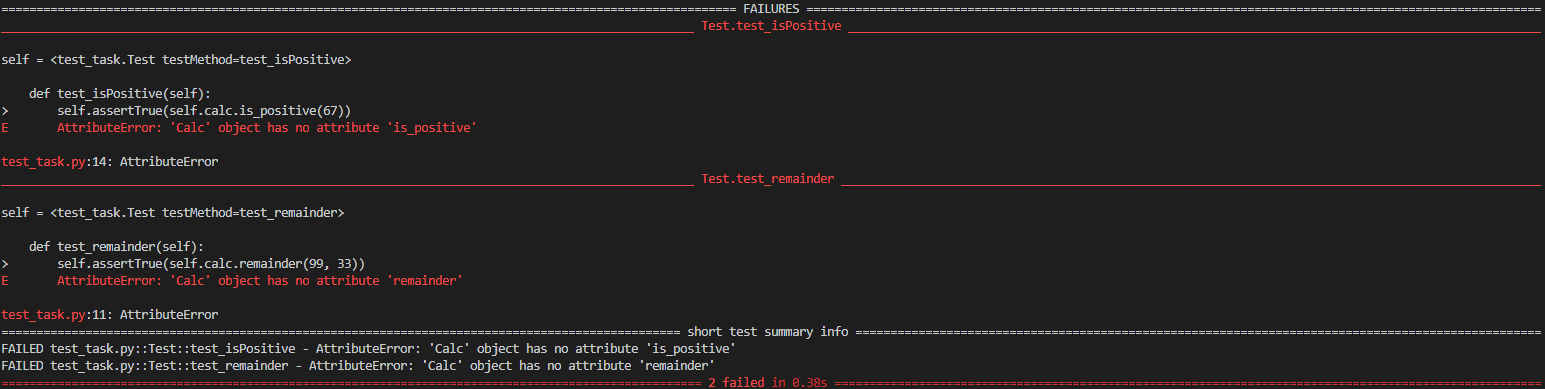 FAILURES
Test.test_isPositive
self = <test_task.Test testMethod=test_isPositive>
    def test_isPositive(self):
>       self.assertTrue(self.calc.is_positive(67))
E       AttributeError: 'Calc' object has no attribute 'is_positive'
test_task.py:14: AttributeError
Test.test_remainder
self = <test_task.Test testMethod=test_remainder>
    def test_remainder(self):
>       self.assertTrue(self.calc.remainder(99, 33))
E       AttributeError: 'Calc' object has no attribute 'remainder'
test_task.py:11: AttributeError
short test summary info
FAILED test_task.py::Test::test_isPositive - AttributeError: 'Calc' object has no attribute 'is_positive'
FAILED test_task.py::Test::test_remainder - AttributeError: 'Calc' object has no attribute 'remainder'
2 failed in 0.38s